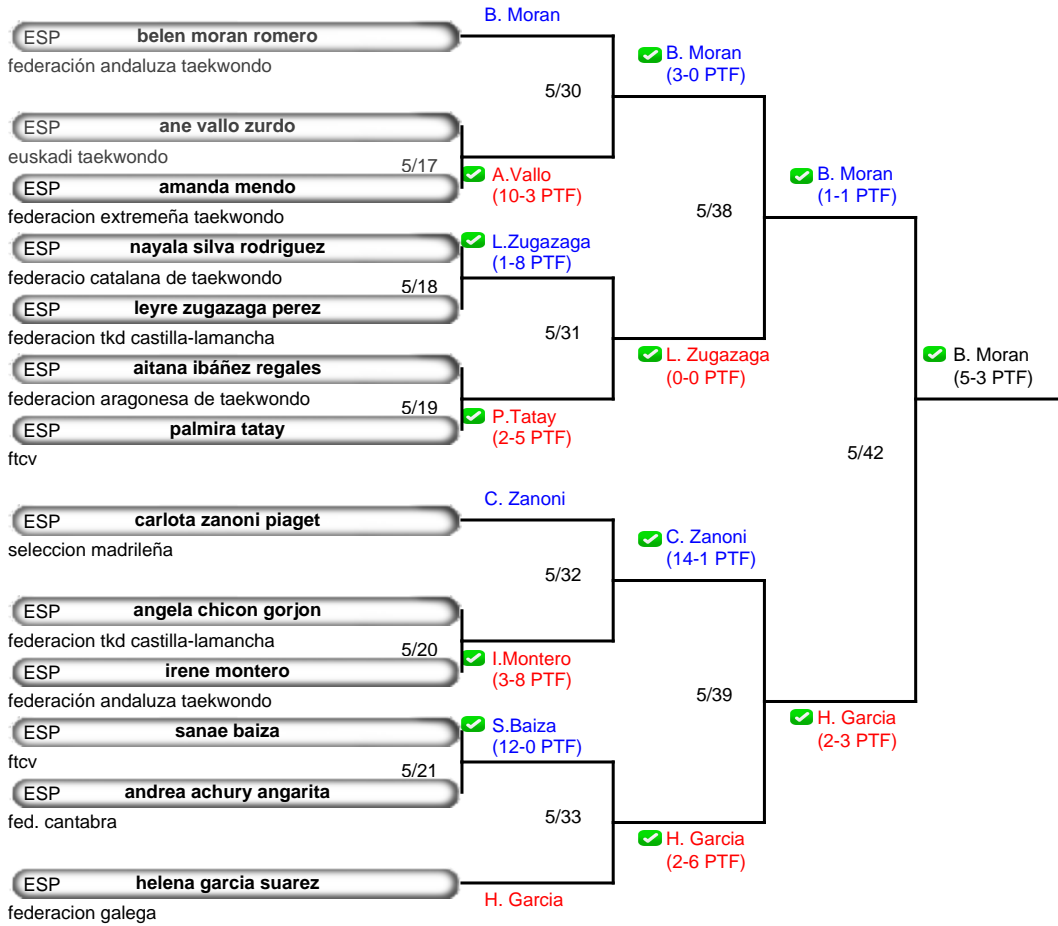 B. Moran
ESP belen moran romero
federación andaluza taekwondo
B. Moran
(3-0 PTF)
5/30
ESP ane vallo zurdo
euskadi taekwondo
5/17
A.Vallo
(10-3 PTF)
B. Moran
(1-1 PTF)
ESP amanda mendo
federacion extremeña taekwondo
5/38
ESP nayala silva rodriguez
L.Zugazaga
(1-8 PTF)
federacio catalana de taekwondo
5/18
ESP leyre zugazaga perez
federacion tkd castilla-lamancha
5/31
L. Zugazaga
(0-0 PTF)
B. Moran
(5-3 PTF)
ESP aitana ibáñez regales
federacion aragonesa de taekwondo
5/19
P.Tatay
(2-5 PTF)
ESP palmira tatay
ftcv
5/42
C. Zanoni
ESP carlota zanoni piaget
seleccion madrileña
C. Zanoni
(14-1 PTF)
5/32
ESP angela chicon gorjon
federacion tkd castilla-lamancha
5/20
I.Montero
(3-8 PTF)
ESP irene montero
federación andaluza taekwondo
5/39
H. Garcia
(2-3 PTF)
ESP sanae baiza
S.Baiza
(12-0 PTF)
ftcv
5/21
ESP andrea achury angarita
fed. cantabra
5/33
H. Garcia
(2-6 PTF)
ESP helena garcia suarez
H. Garcia
federacion galega